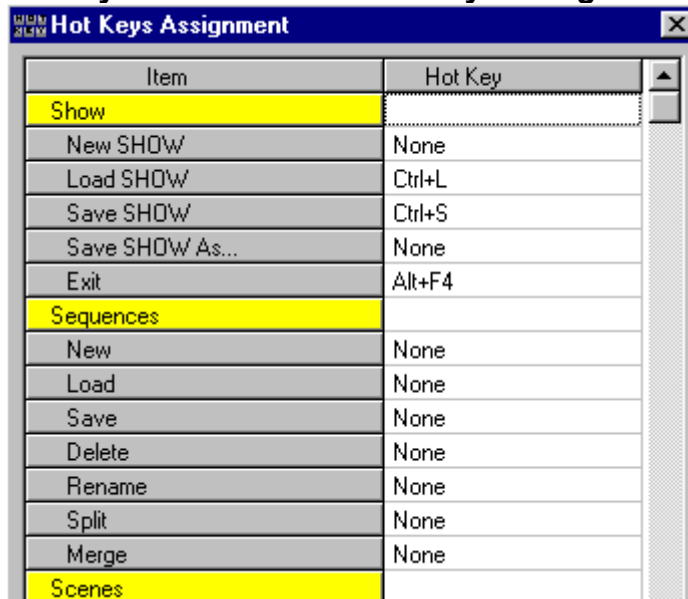 Hot Keys Assignment
Item Hot Key
Show
New SHOW None
Load SHOW Ctrl+L
Save SHOW Ctrl+S
Save SHOW As... None
Exit Alt+F4
Sequences
New None
Load None
Save None
Delete None
Rename None
Split None
Merge None
Scenes